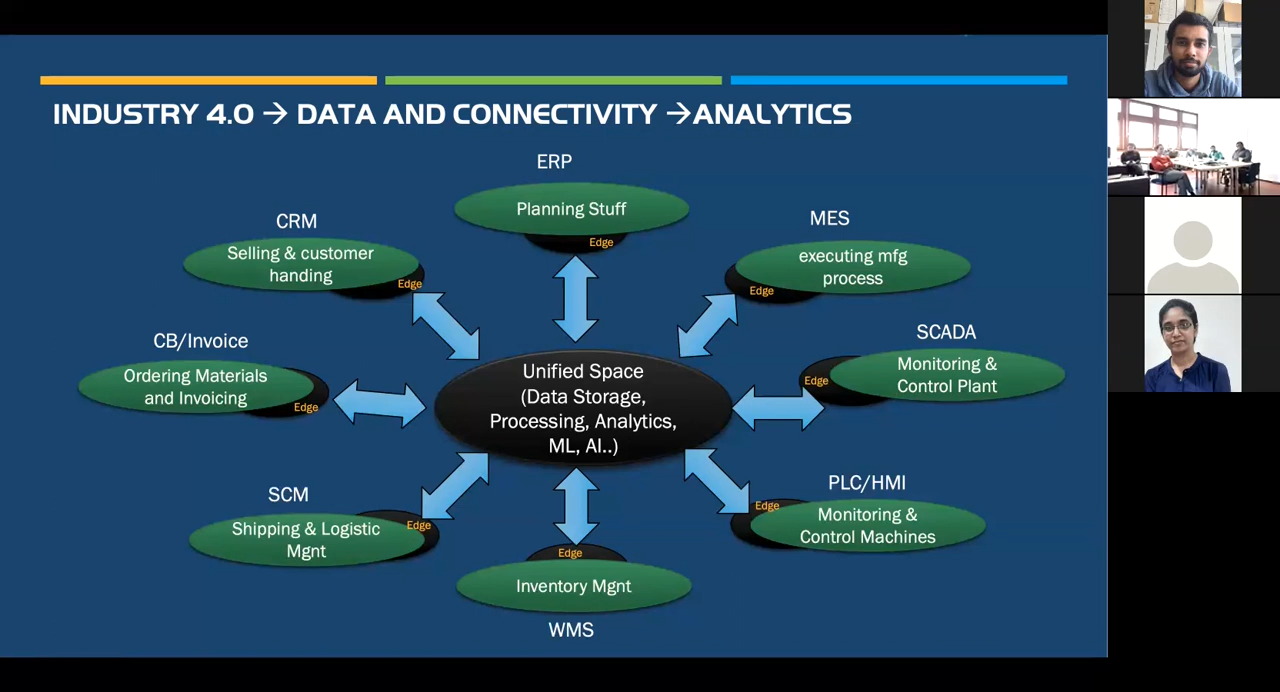 INDUSTRY 4.0 → DATA AND CONNECTIVITY →ANALYTICS
ERP
Planning Stuff
Edge
CRM
Selling & customer
handing
Edge
MES
executing mfg
process
Edge
CB/Invoice
Ordering Materials
and Invoicing
Edge
Unified Space
(Data Storage,
Processing, Analytics,
ML, AI..)
SCADA
Monitoring &
Control Plant
Edge
SCM
Shipping & Logistic
Mgnt
Edge
PLC/HMI
Monitoring &
Control Machines
Edge
Edge
Inventory Mgnt
WMS